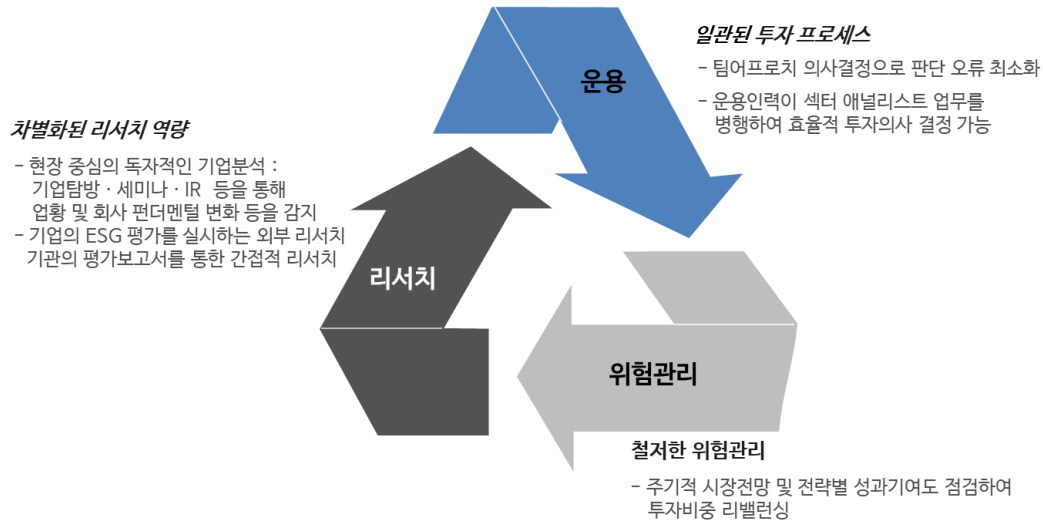 일관된 투자 프로세스
- 팀어프로치 의사결정으로 판단 오류 최소화
- 운용인력이 섹터 애널리스트 업무를
병행하여 효율적 투자의사 결정 가능
운용
차별화된 리서치 역량
- 현장 중심의 독자적인 기업분석 :
기업탐방 · 세미나 · IR 등을 통해
업황 및 회사 펀더멘털 변화 등을 감지
- 기업의 ESG 평가를 실시하는 외부 리서치
기관의 평가보고서를 통한 간접적 리서치
리서치
위험관리
철저한 위험관리
- 주기적 시장전망 및 전략별 성과기여도 점검하여
투자비중 리밸런싱